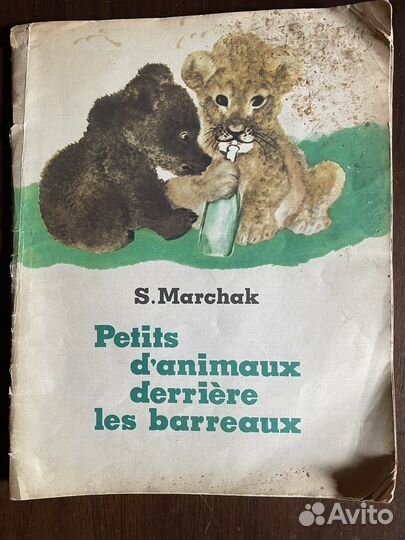 S. Marchak
Petits
d'animaux
derrière
les barreaux
Avito